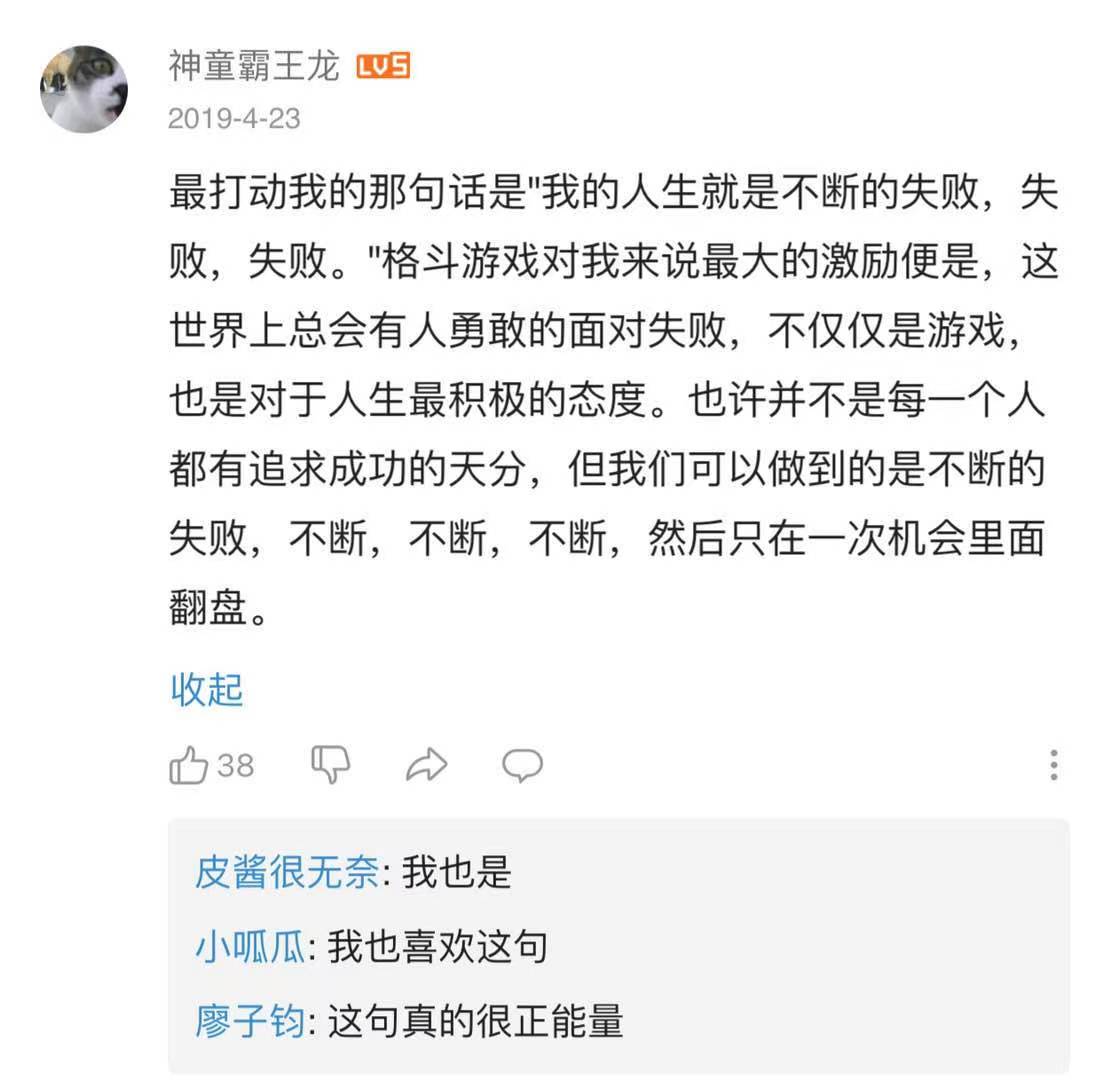 神童霸王龙 LV5
2019-4-23
最打动我的那句话是"我的人生就是不断的失败，失
败，失败。"格斗游戏对我来说最大的激励便是，这
世界上总会有人勇敢的面对失败，不仅仅是游戏，
也是对于人生最积极的态度。也许并不是每一个人
都有追求成功的天分，但我们可以做到的是不断的
失败，不断，不断，不断，然后只在一次机会里面
翻盘。
收起
38
皮酱很无奈: 我也是
小呱瓜: 我也喜欢这句
廖子钧: 这句真的很正能量